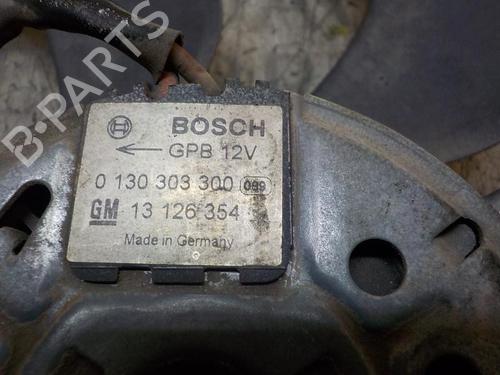 BOSCH
GPB 12V
0 130 303 300 099
GM 13 126 354
Made in Germany
B-PARTS